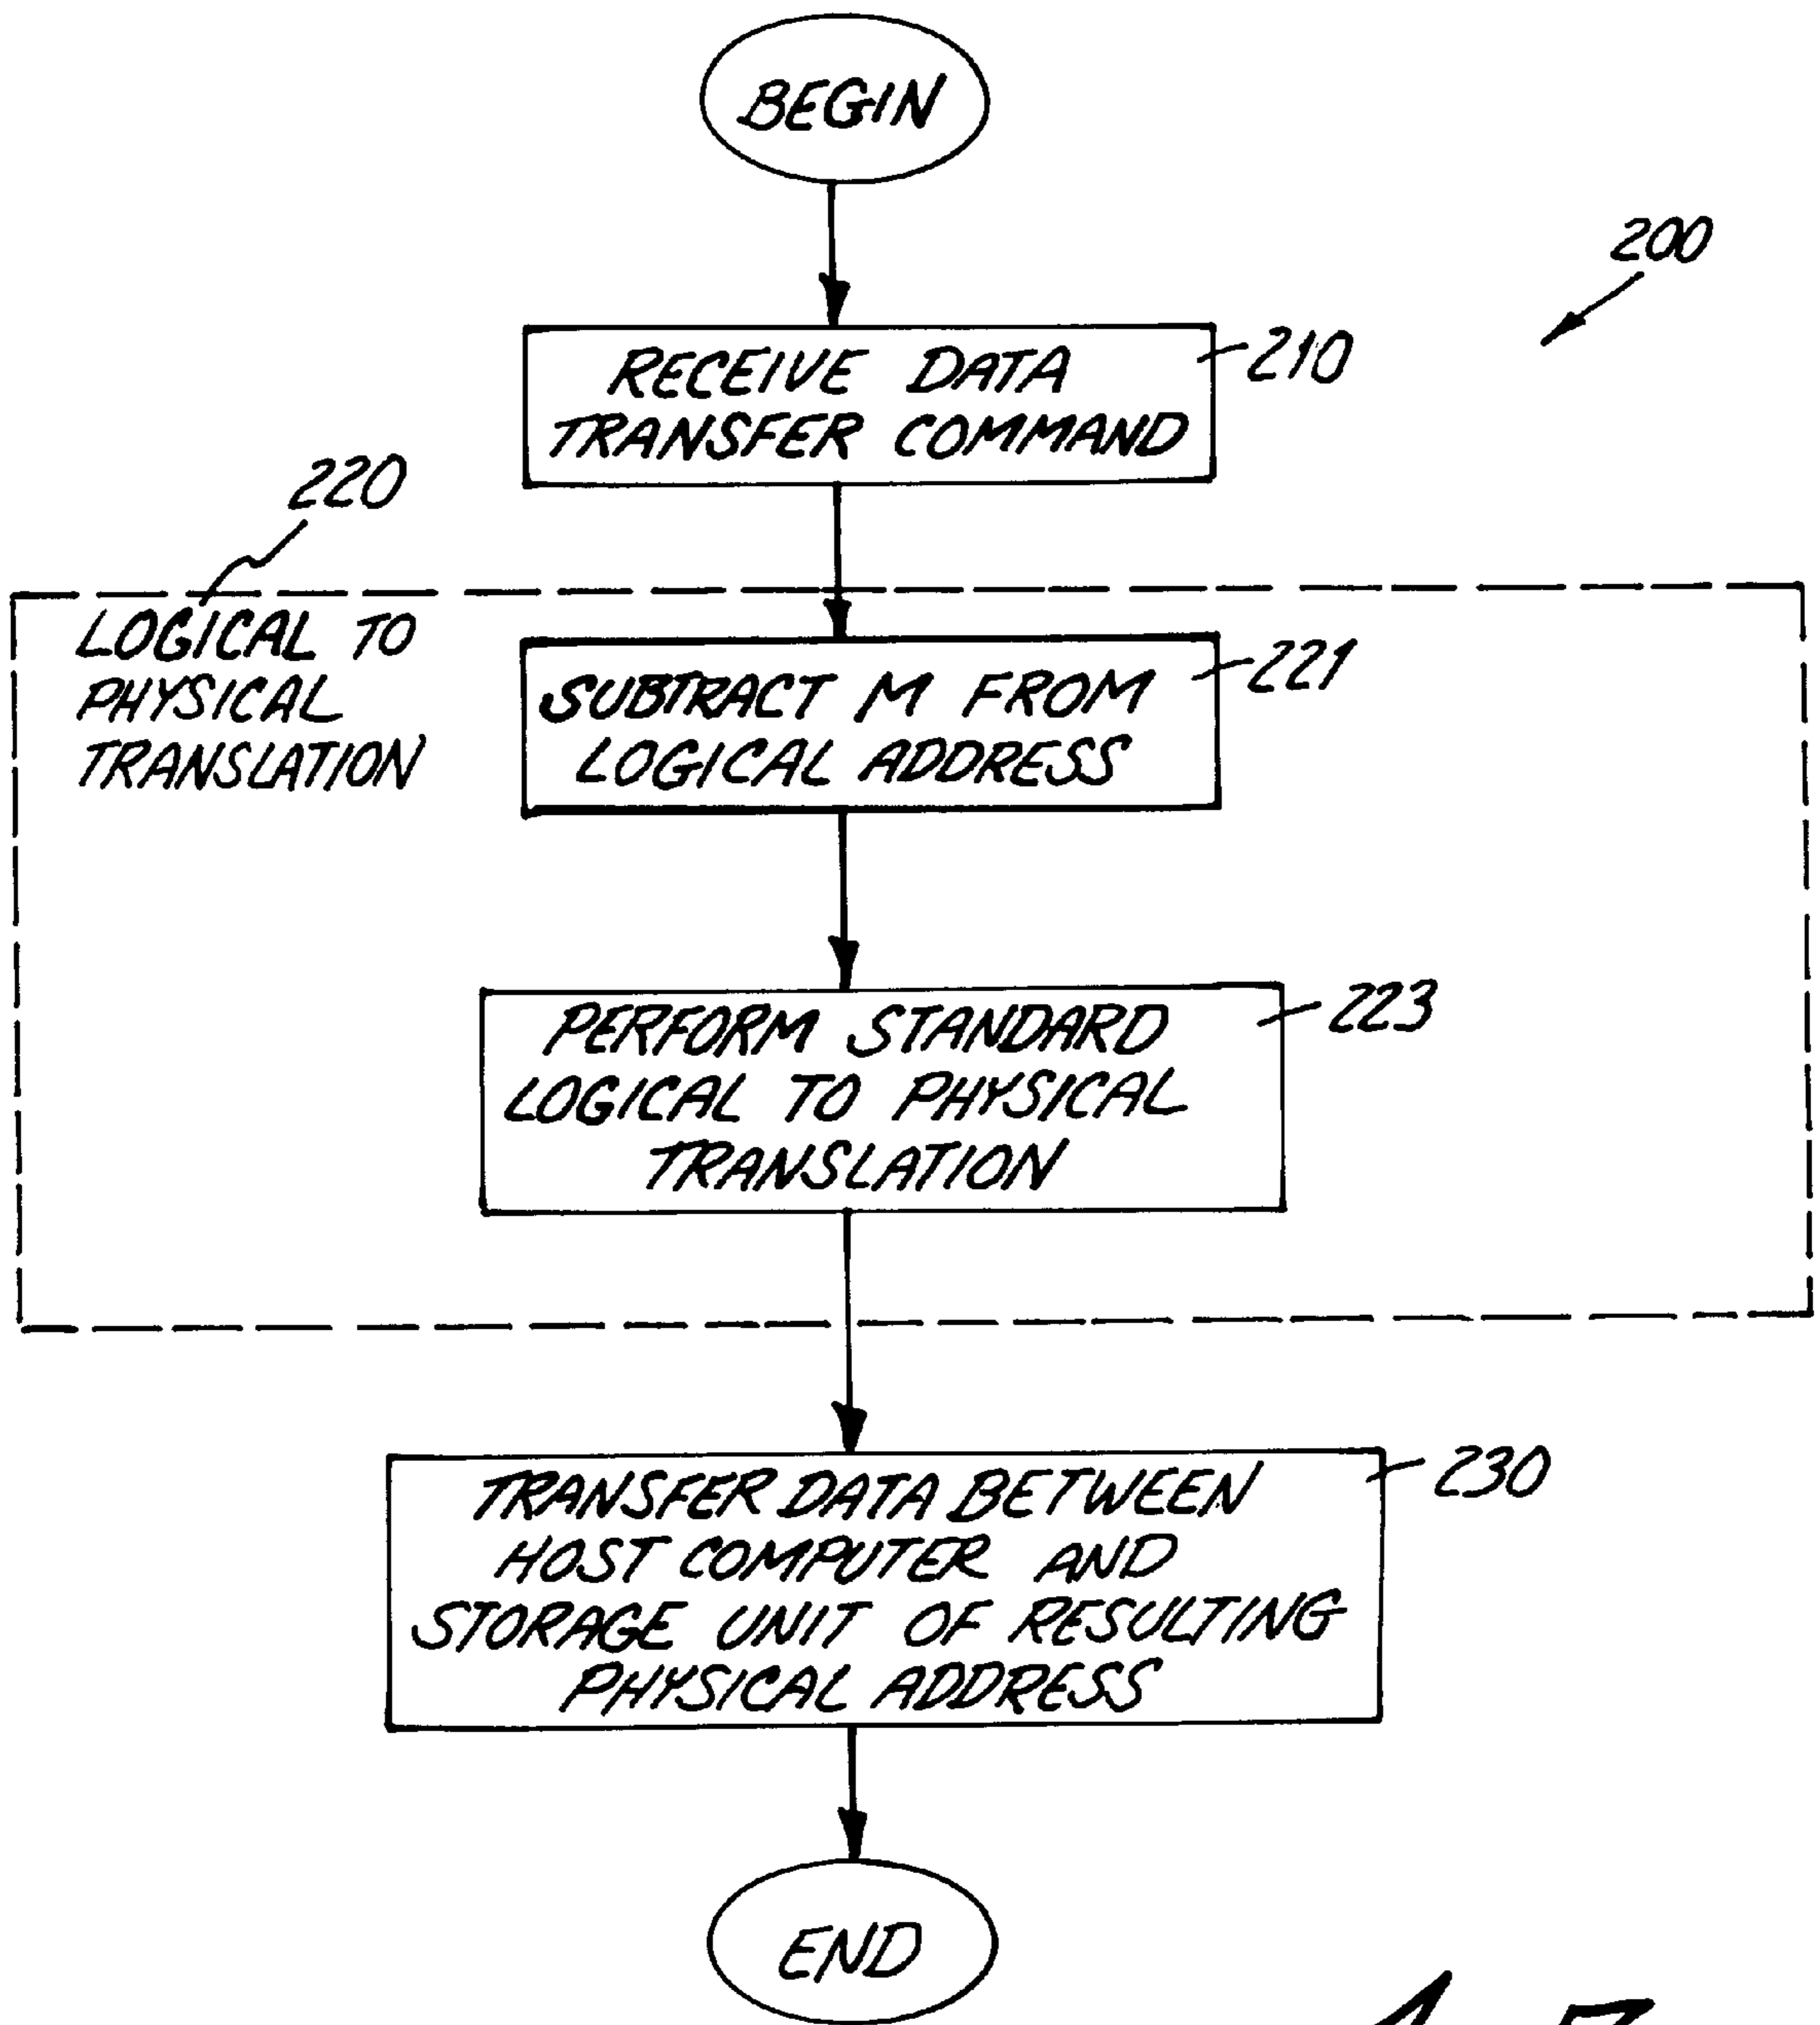 BEGIN
200
RECEIVE DATA
TRANSFER COMMAND
210
220
LOGICAL TO
PHYSICAL
TRANSLATION
SUBTRACT M FROM
LOGICAL ADDRESS
221
PERFORM STANDARD
LOGICAL TO PHYSICAL
TRANSLATION
223
TRANSFER DATA BETWEEN
HOST COMPUTER AND
STORAGE UNIT OF RESULTING
PHYSICAL ADDRESS
230
END